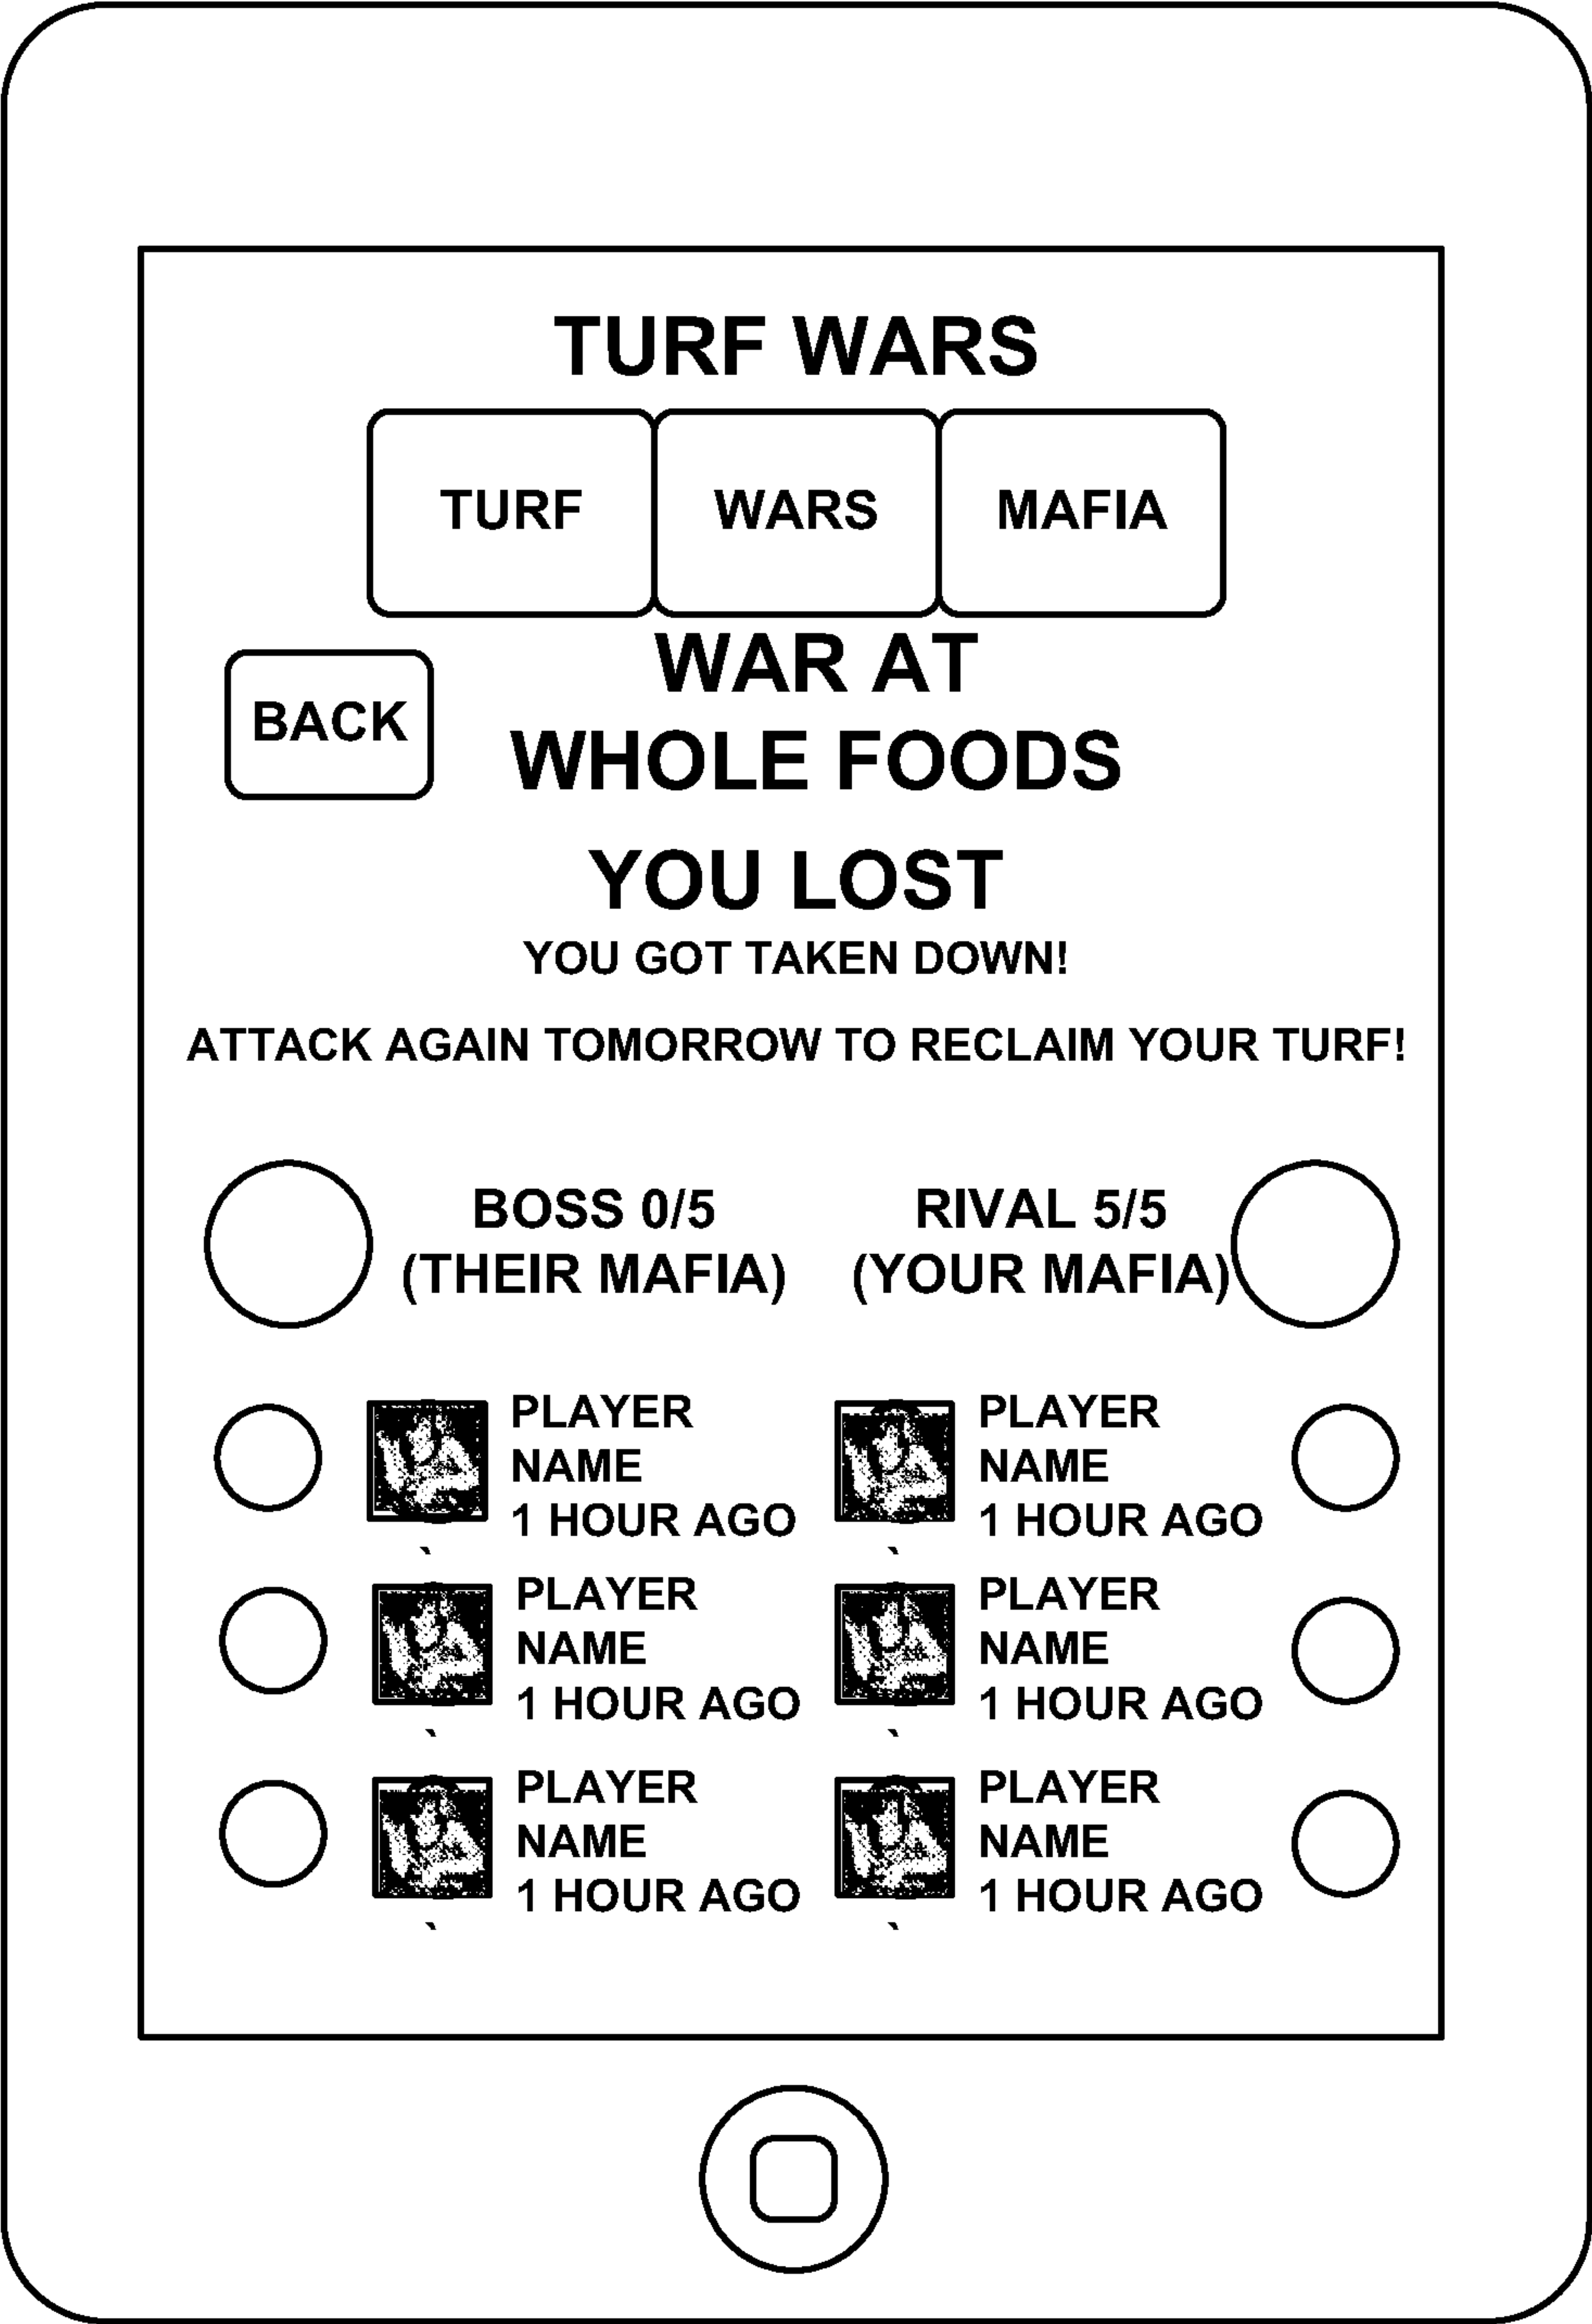 TURF WARS
TURF WARS MAFIA
BACK
WAR AT
WHOLE FOODS
YOU LOST
YOU GOT TAKEN DOWN!
ATTACK AGAIN TOMORROW TO RECLAIM YOUR TURF!
BOSS 0/5
(THEIR MAFIA)
RIVAL 5/5
(YOUR MAFIA)
PLAYER
NAME
1 HOUR AGO
PLAYER
NAME
1 HOUR AGO
PLAYER
NAME
1 HOUR AGO
PLAYER
NAME
1 HOUR AGO
PLAYER
NAME
1 HOUR AGO
PLAYER
NAME
1 HOUR AGO